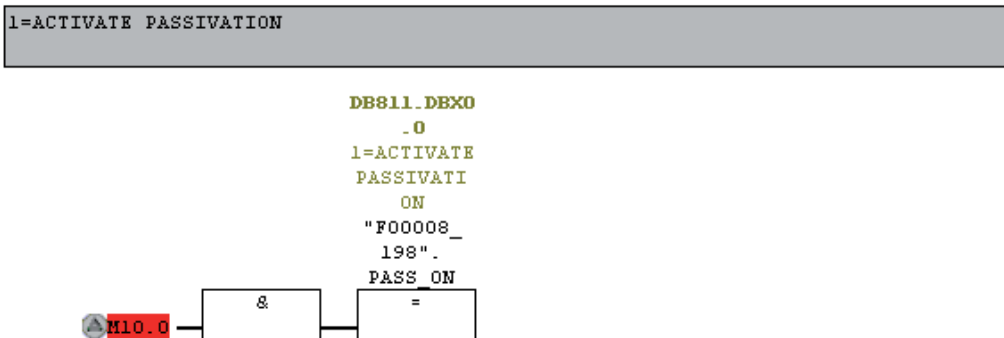 1=ACTIVATE PASSIVATION
DB811.DBX0
.0
1=ACTIVATE
PASSIVATI
ON
"F00008_
198".
PASS_ON
& =
M10.0